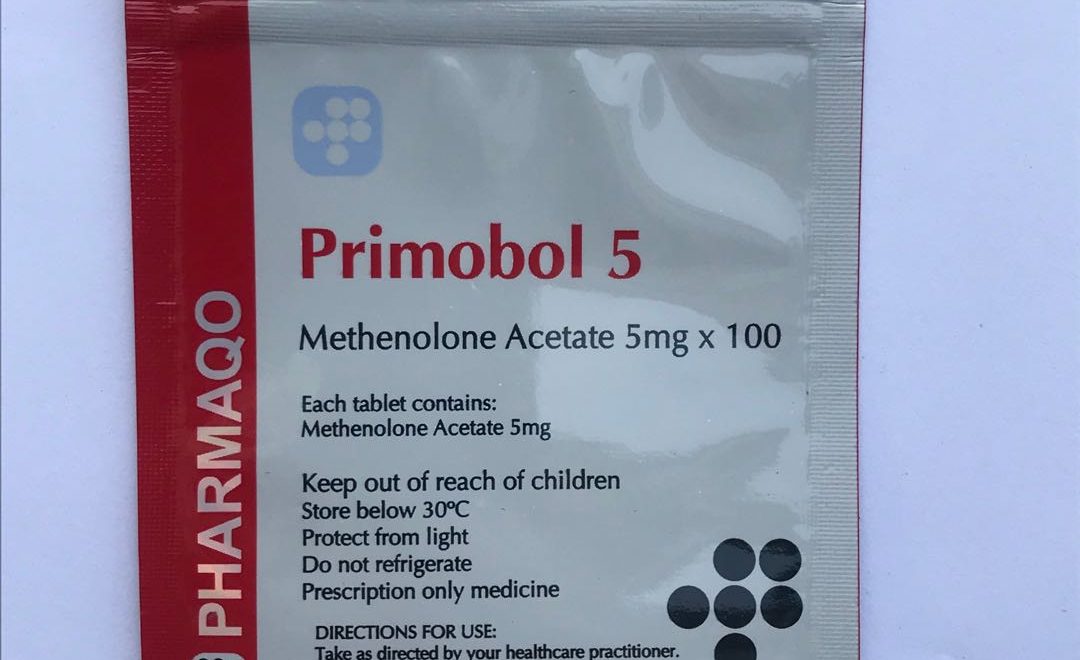 Primobol 5
Methenolone Acetate 5mg x 100
Each tablet contains:
Methenolone Acetate 5mg
Keep out of reach of children
Store below 30ºC
Protect from light
Do not refrigerate
Prescription only medicine
DIRECTIONS FOR USE:
Take as directed by your healthcare practitioner.
PHARMAQO